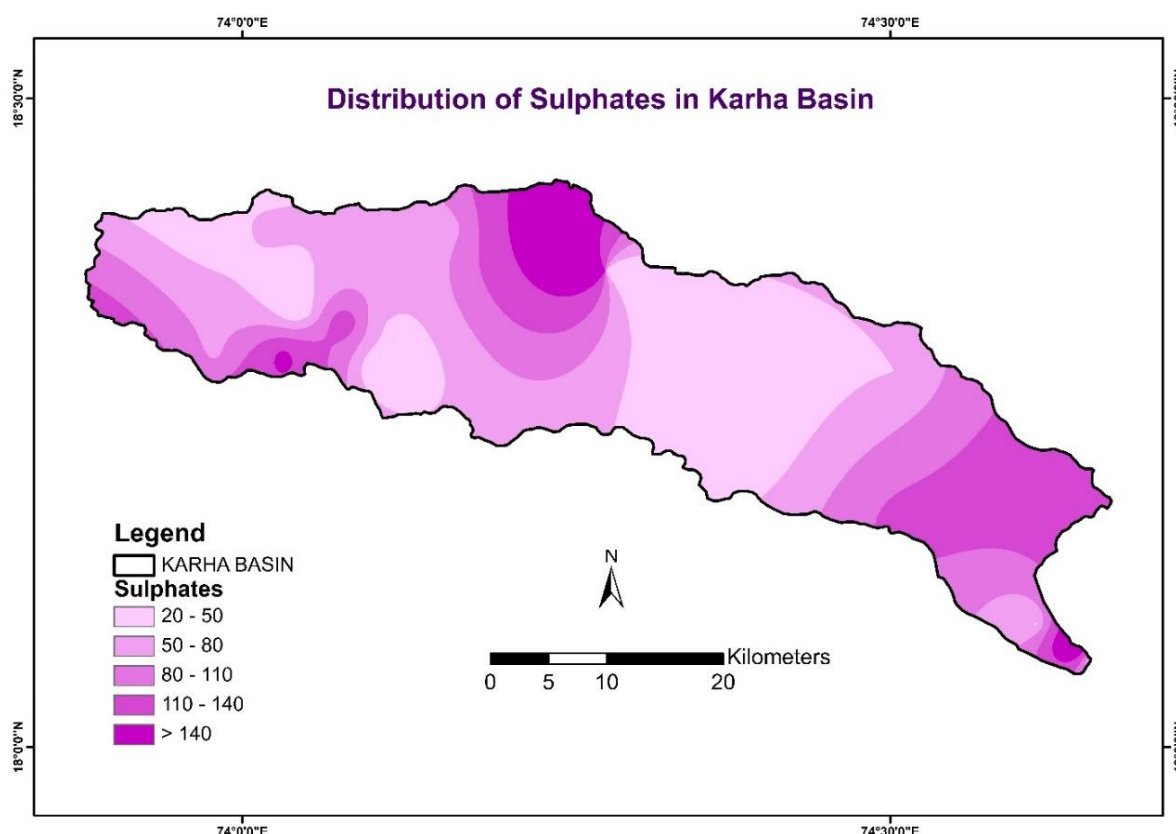 74°0'0"E 74°30'0"E
18°30'0"N
Distribution of Sulphates in Karha Basin
Legend
KARHA BASIN
Sulphates
20 - 50
50 - 80
80 - 110
110 - 140
> 140
N
Kilometers
0 5 10 20
18°0'0"N
74°0'0"E 74°30'0"E